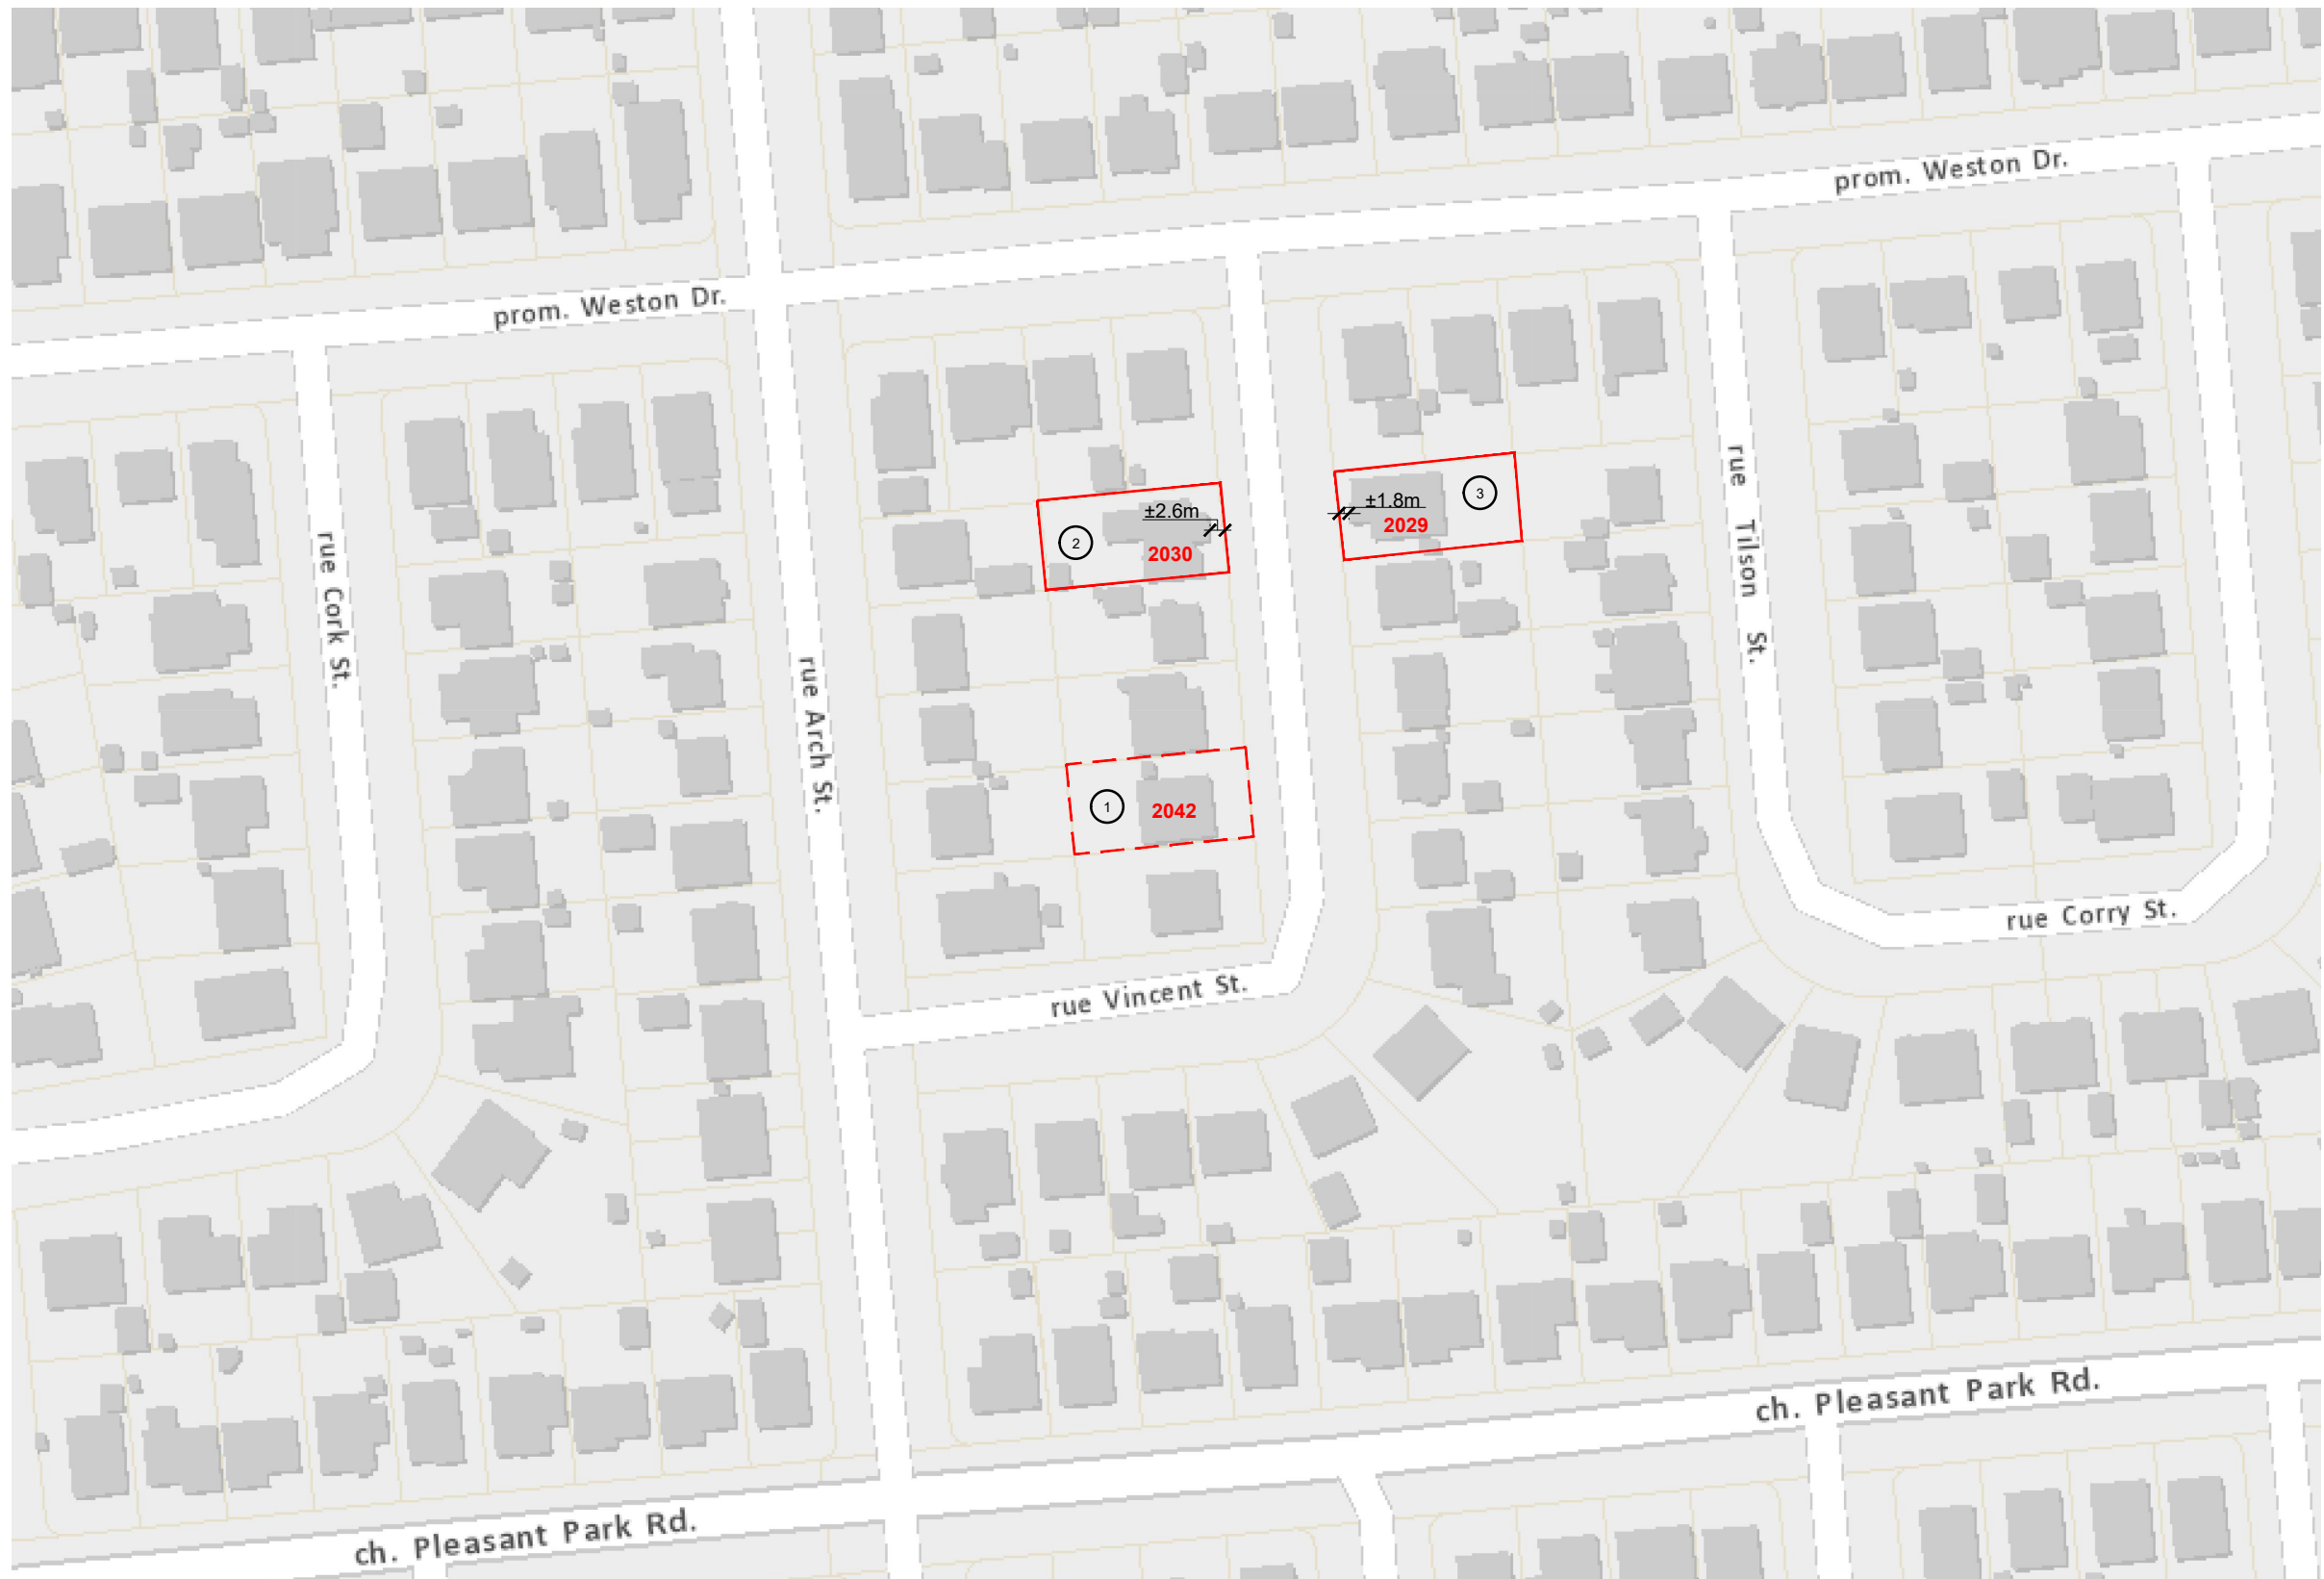 prom. Weston Dr.
prom. Weston Dr.
rue Cork St.
rue Arch St.
rue Tilson St.
±2.6m
2
2030
±1.8m
3
2029
1
2042
rue Corry St.
rue Vincent St.
ch. Pleasant Park Rd.
ch. Pleasant Park Rd.